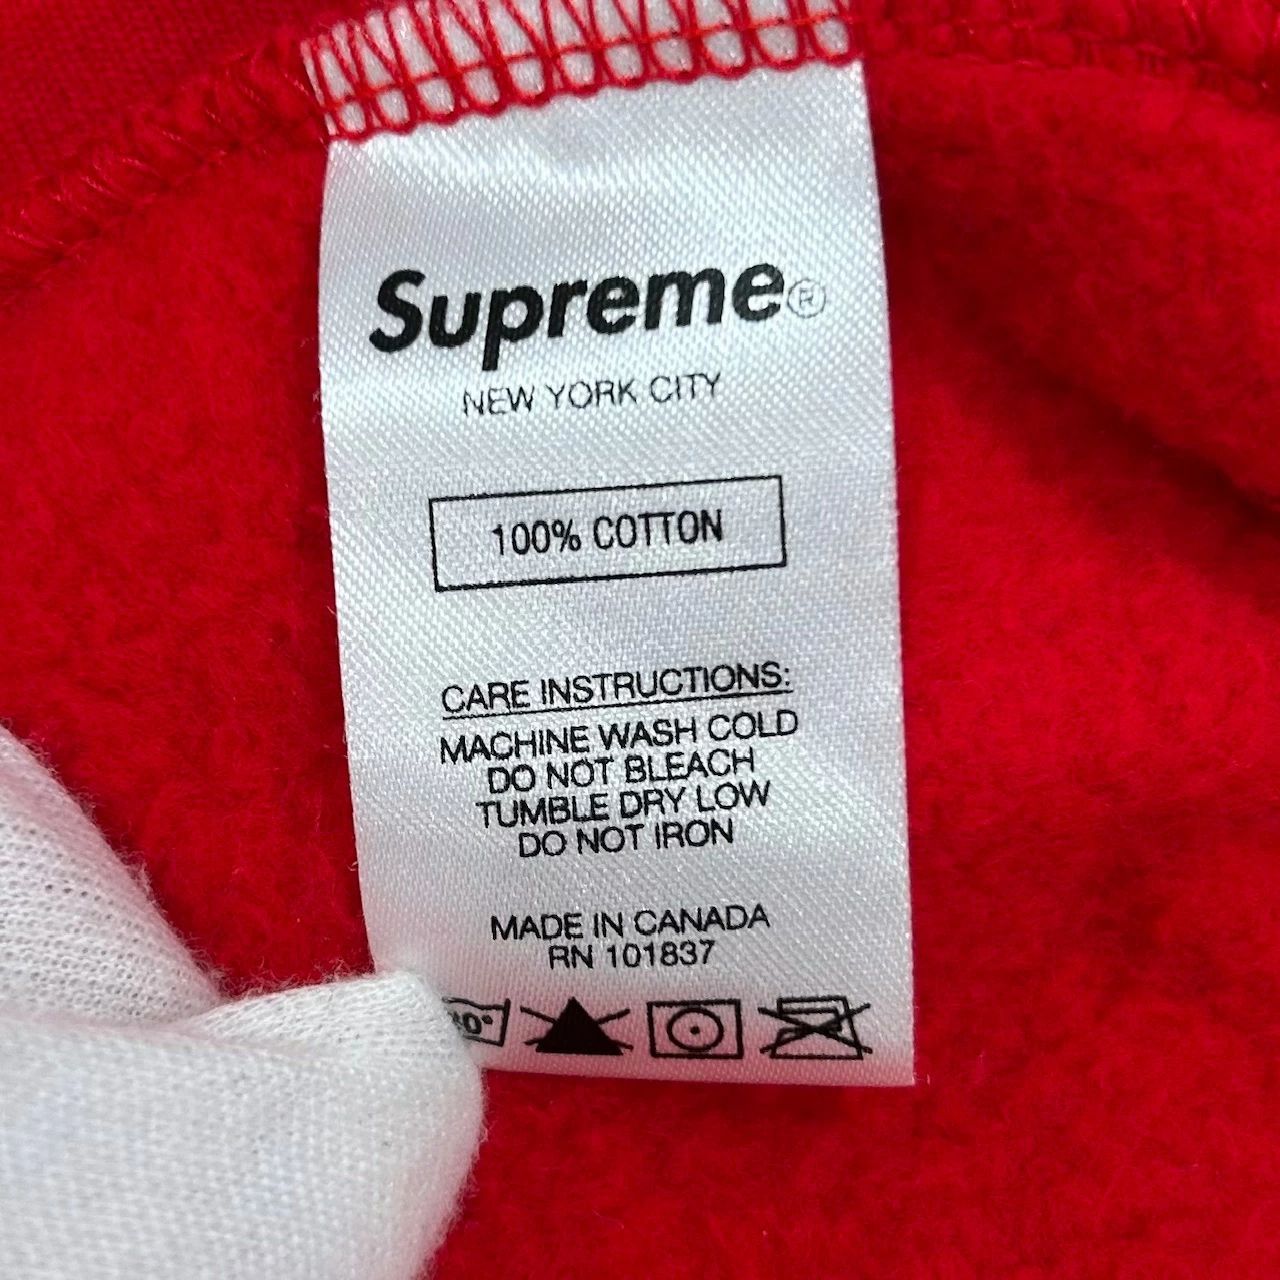 Supreme®
NEW YORK CITY
100% COTTON
CARE INSTRUCTIONS:
MACHINE WASH COLD
DO NOT BLEACH
TUMBLE DRY LOW
DO NOT IRON
MADE IN CANADA
RN 101837